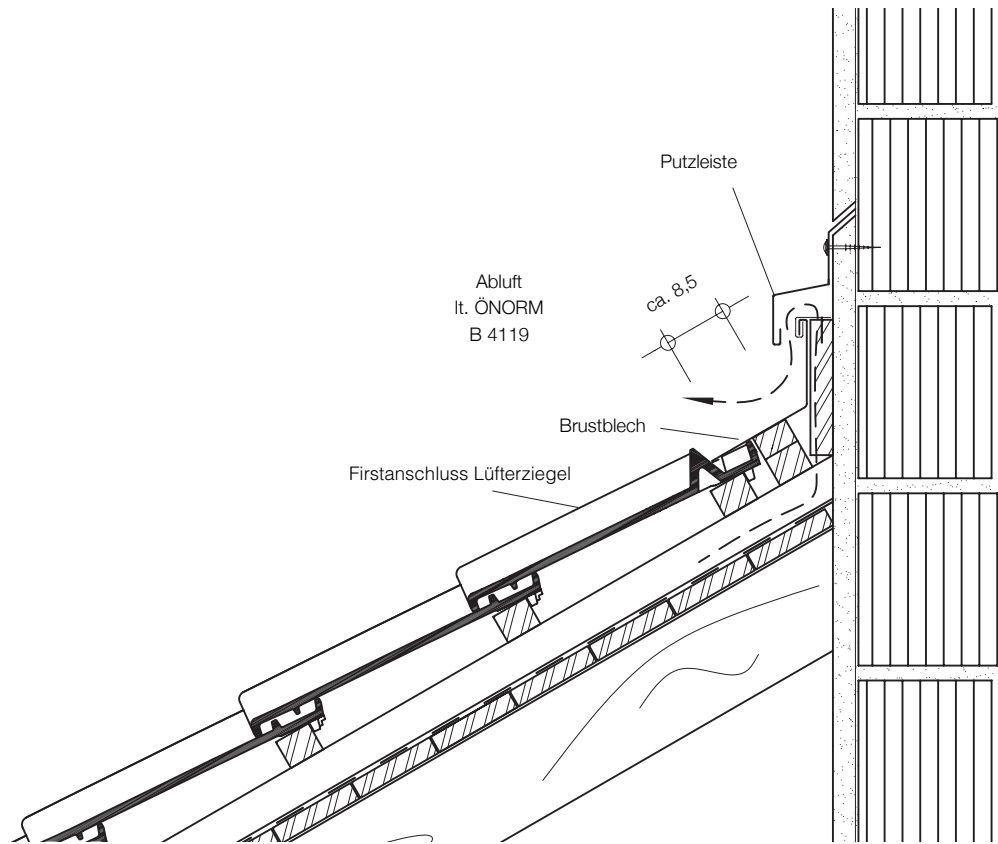 Putzleiste
Abluft
lt. ÖNORM
B 4119
ca. 8,5
Brustblech
Firstanschluss Lüfterziegel